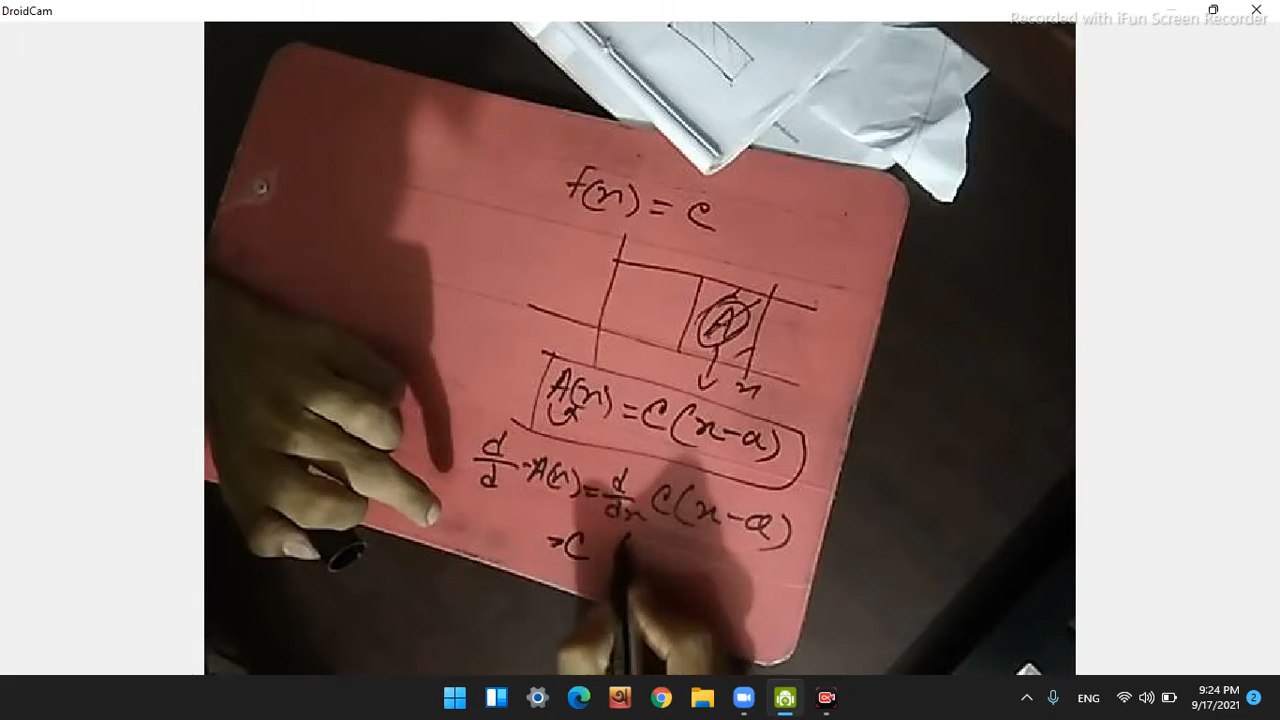 DroidCam
Recorded with iFun Screen Recorder
f(x) = C
A
x
A(x) = C(x-a)
d/d A(x) = d/dx C(x-a)
= C
ENG
9:24 PM
9/17/2021
2